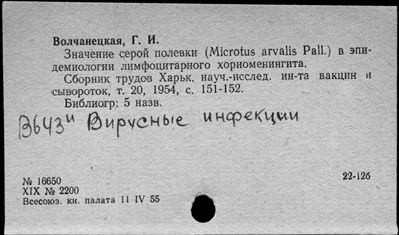 Волчанецкая, Г. И.
Значение серой полевки (Microtus arvalis Pall.) в эпи-
демиологии лимфоцитарного хориоменингита.
Сборник трудов Харьк. науч.-исслед. ин-та вакцин и
сывороток, т. 20, 1954, с. 151-152.
Библиогр: 5 назв.
В643и Вирусные инфекции
№ 16650
22-126
XIX № 2200
Всесоюз. кн. палата 11 IV 55